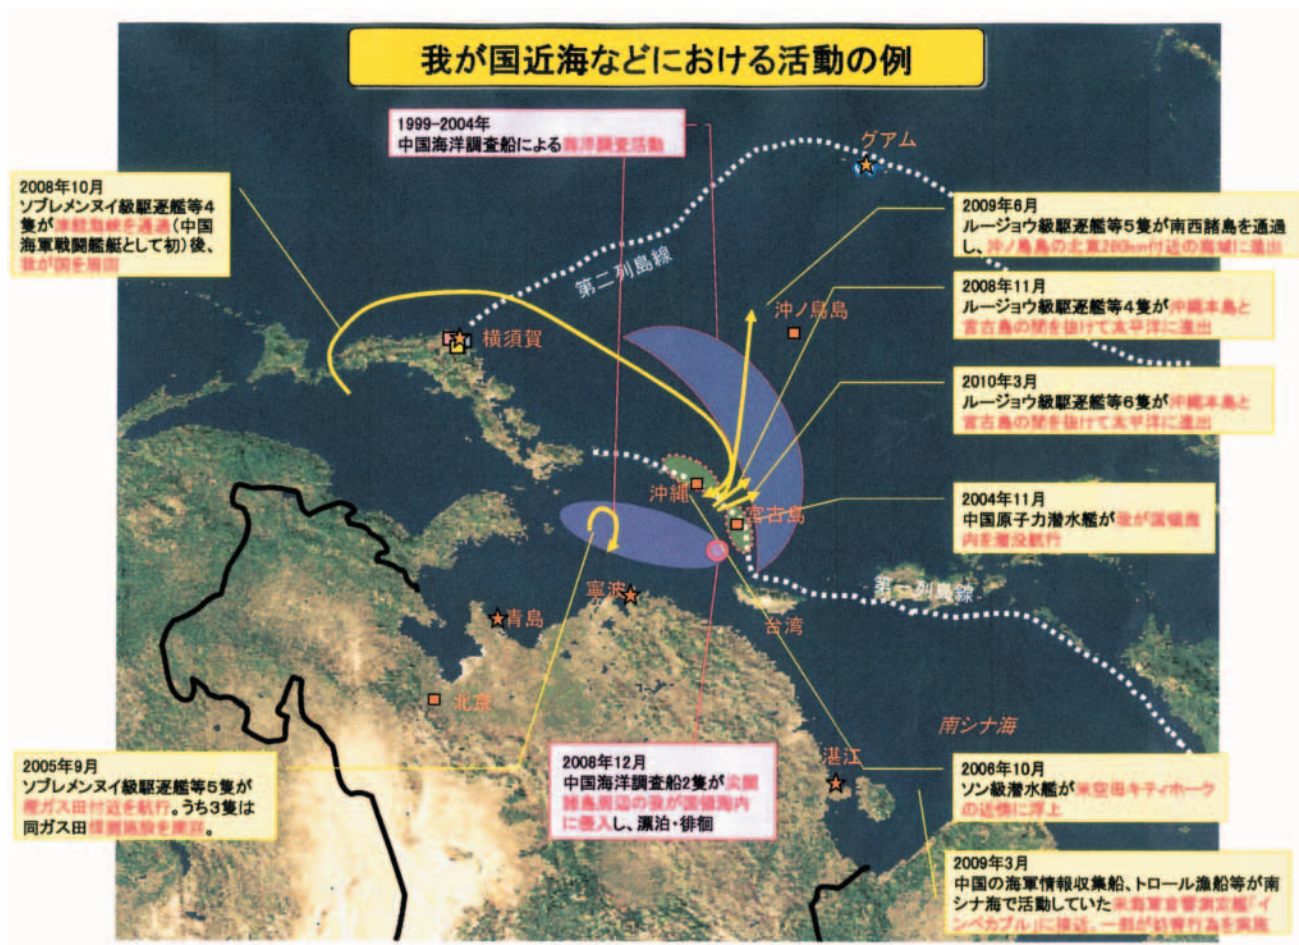 我が国近海などにおける活動の例
1999-2004年
中国海洋調査船による海洋調査活動
グアム
2008年10月
ソブレメンヌイ級駆逐艦等4
隻が津軽海峡を通過(中国
海軍戦闘艦艇として初)後、
我が国を周回
2009年6月
ルージョウ級駆逐艦等5隻が南西諸島を通過
し、沖ノ鳥島の北東260km付近の海域に進出
第二列島線
2008年11月
ルージョウ級駆逐艦等4隻が沖縄本島と
宮古島の間を抜けて太平洋に進出
沖ノ鳥島
横須賀
2010年3月
ルージョウ級駆逐艦等6隻が沖縄本島と
宮古島の間を抜けて太平洋に進出
沖縄
宮古島
2004年11月
中国原子力潜水艦が我が国領海
内を潜没航行
第一列島線
寧波
青島
台湾
北京
南シナ海
湛江
2005年9月
ソブレメンヌイ級駆逐艦等5隻が
樫ガス田付近を航行。うち3隻は
同ガス田採掘施設を周回。
2008年12月
中国海洋調査船2隻が尖閣
諸島周辺の我が国領海内
に侵入し、漂泊・徘徊
2006年10月
ソン級潜水艦が米空母キティホーク
の近傍に浮上
2009年3月
中国の海軍情報収集船、トロール漁船等が南
シナ海で活動していた米海軍音響測定艦「イ
ンペカブル」に接近、一部が妨害行為を実施